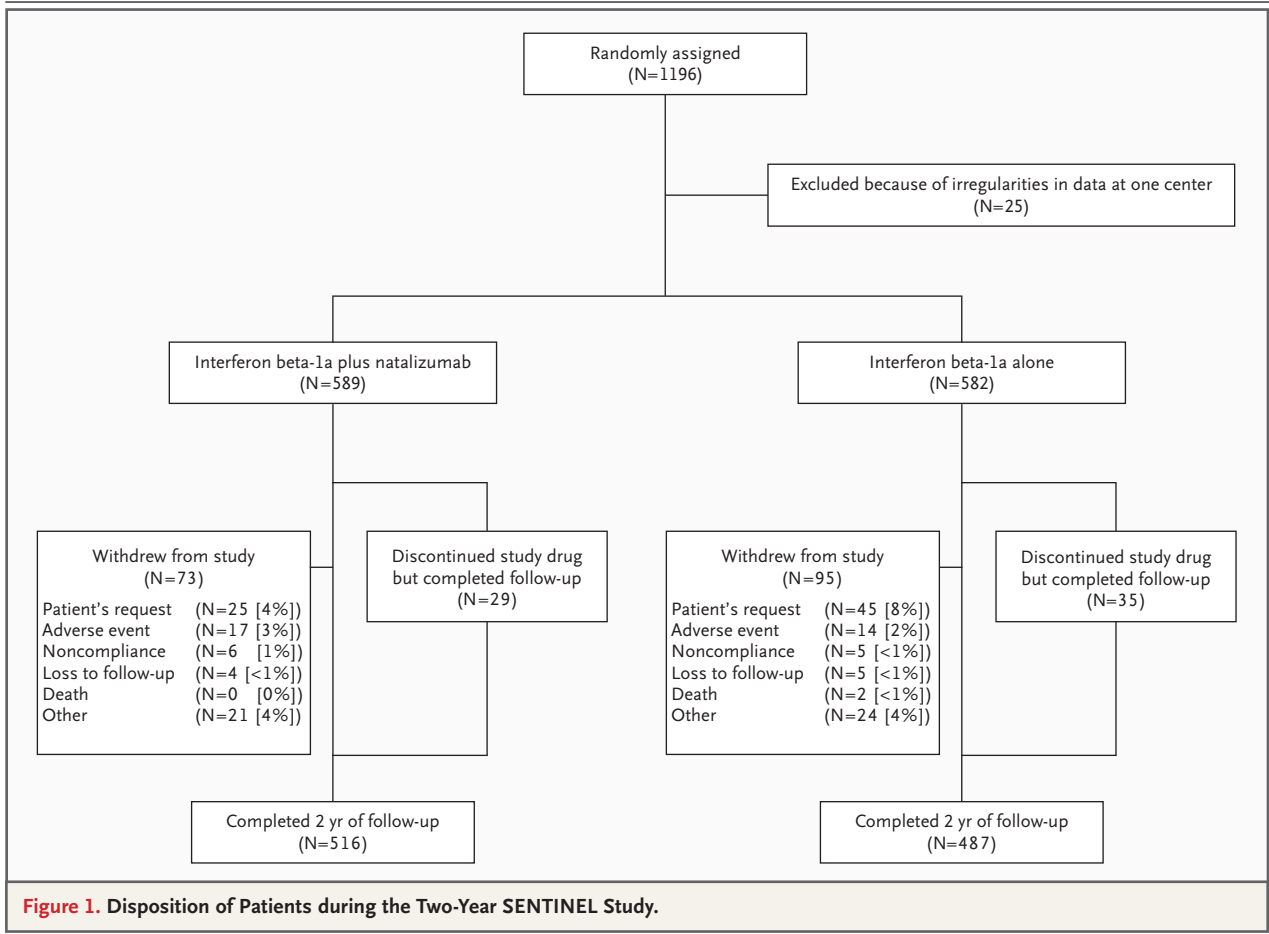 Randomly assigned
(N=1196)
Excluded because of irregularities in data at one center
(N=25)
Interferon beta-1a plus natalizumab
(N=589)
Interferon beta-1a alone
(N=582)
Withdrew from study
(N=73)
Patient's request (N=25 [4%])
Adverse event (N=17 [3%])
Noncompliance (N=6 [1%])
Loss to follow-up (N=4 [<1%])
Death (N=0 [0%])
Other (N=21 [4%])
Discontinued study drug
but completed follow-up
(N=29)
Withdrew from study
(N=95)
Patient's request (N=45 [8%])
Adverse event (N=14 [2%])
Noncompliance (N=5 [<1%])
Loss to follow-up (N=5 [<1%])
Death (N=2 [<1%])
Other (N=24 [4%])
Discontinued study drug
but completed follow-up
(N=35)
Completed 2 yr of follow-up
(N=516)
Completed 2 yr of follow-up
(N=487)
Figure 1. Disposition of Patients during the Two-Year SENTINEL Study.